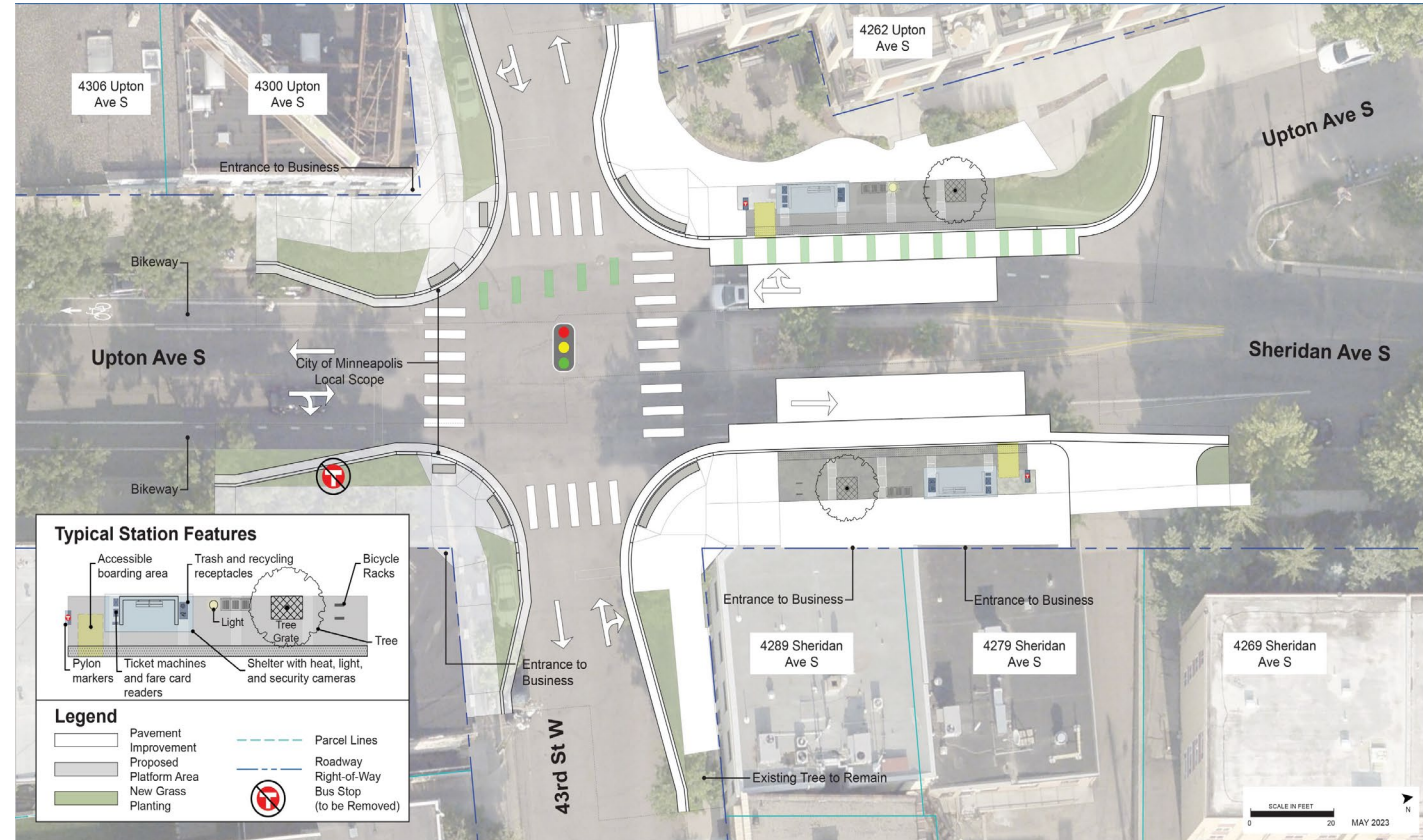 4262 Upton
Ave S
4306 Upton
Ave S
4300 Upton
Ave S
Upton Ave S
Entrance to Business
Bikeway
Upton Ave S
City of Minneapolis
Local Scope
Sheridan Ave S
Bikeway
Typical Station Features
Accessible
boarding area
Trash and recycling
receptacles
Bicycle
Racks
Light
Tree
Grate
Tree
Pylon
markers
Ticket machines
and fare card
readers
Shelter with heat, light,
and security cameras
Legend
Pavement
Improvement
Proposed
Platform Area
New Grass
Planting
Parcel Lines
Roadway
Right-of-Way
Bus Stop
(to be Removed)
Entrance to
Business
43rd St W
Entrance to Business
Entrance to Business
4289 Sheridan
Ave S
4279 Sheridan
Ave S
4269 Sheridan
Ave S
Existing Tree to Remain
SCALE IN FEET
0 20
MAY 2023
N